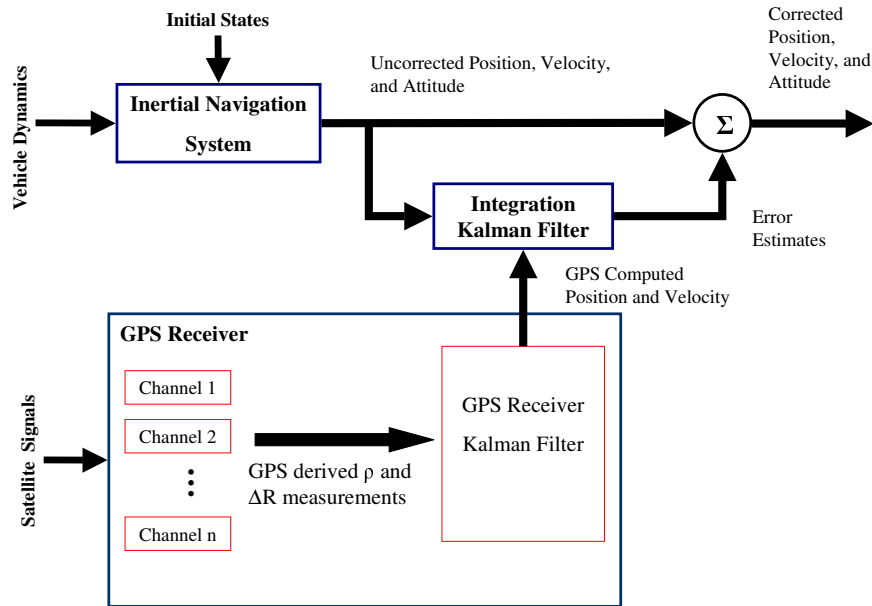 Initial States
Vehicle Dynamics
Inertial Navigation
System
Uncorrected Position, Velocity,
and Attitude
Σ
Corrected
Position,
Velocity, and
Attitude
Integration
Kalman Filter
Error
Estimates
GPS Computed
Position and Velocity
Satellite Signals
GPS Receiver
Channel 1
Channel 2
⋮
Channel n
GPS derived ρ and
ΔR measurements
GPS Receiver
Kalman Filter